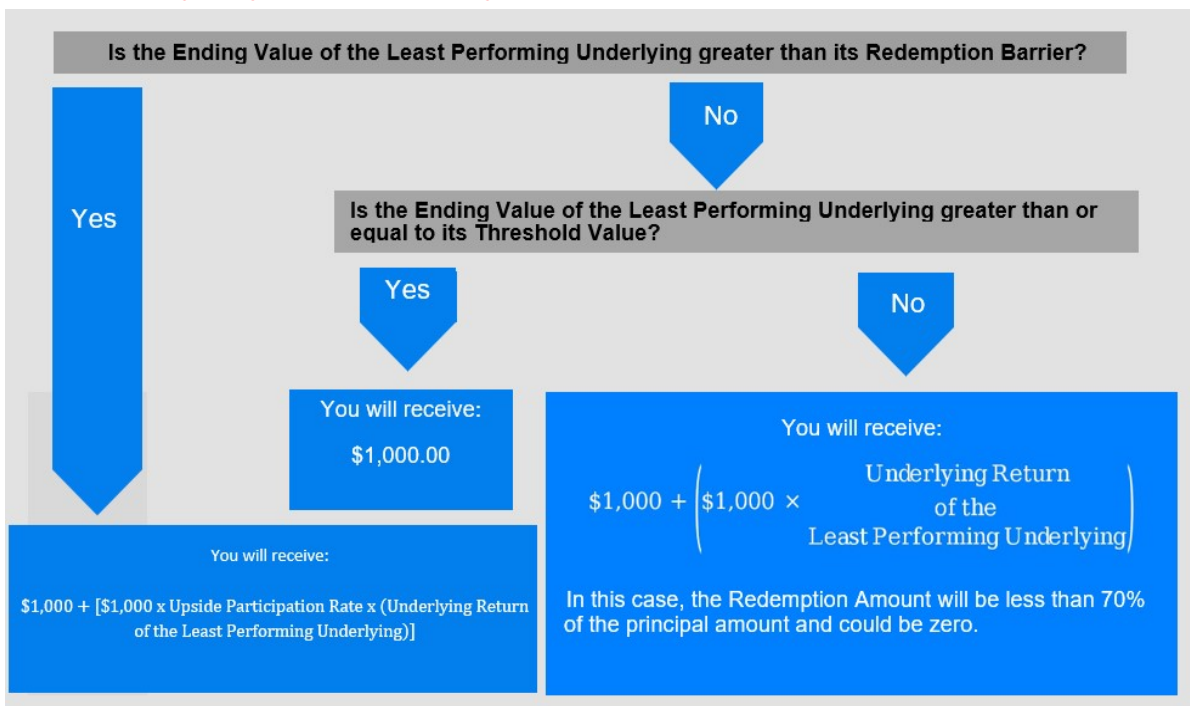 Is the Ending Value of the Least Performing Underlying greater than its Redemption Barrier?
Yes
No
Is the Ending Value of the Least Performing Underlying greater than or
equal to its Threshold Value?
Yes
No
You will receive:
$1,000.00
You will receive:
$1,000 + ($1,000 × Underlying Return
of the
Least Performing Underlying)
In this case, the Redemption Amount will be less than 70%
of the principal amount and could be zero.
You will receive:
$1,000 + [$1,000 x Upside Participation Rate x (Underlying Return
of the Least Performing Underlying)]